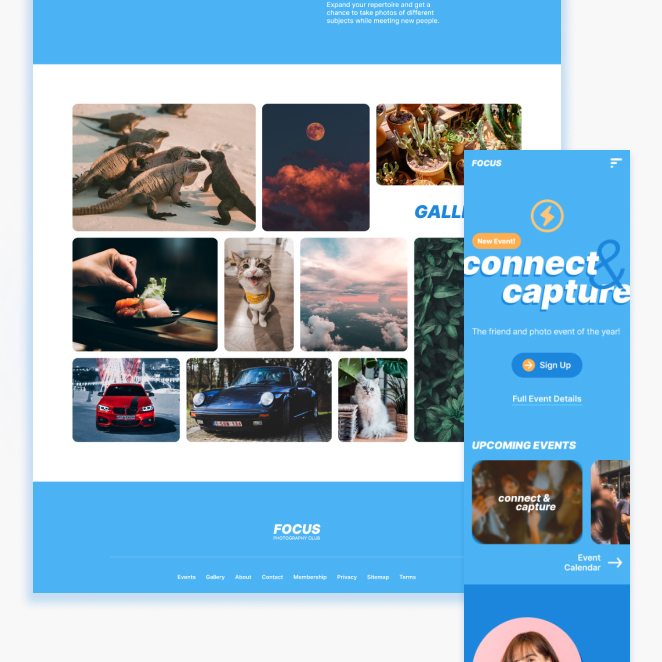 Expand your repertoire and get a
chance to take photos of different
subjects while meeting new people.
GALL
FOCUS
PHOTOGRAPHY CLUB
Events Gallery About Contact Membership Privacy Sitemap Terms
FOCUS
New Event!
connect &
capture
The friend and photo event of the year!
Sign Up
Full Event Details
UPCOMING EVENTS
connect &
capture
Event
Calendar